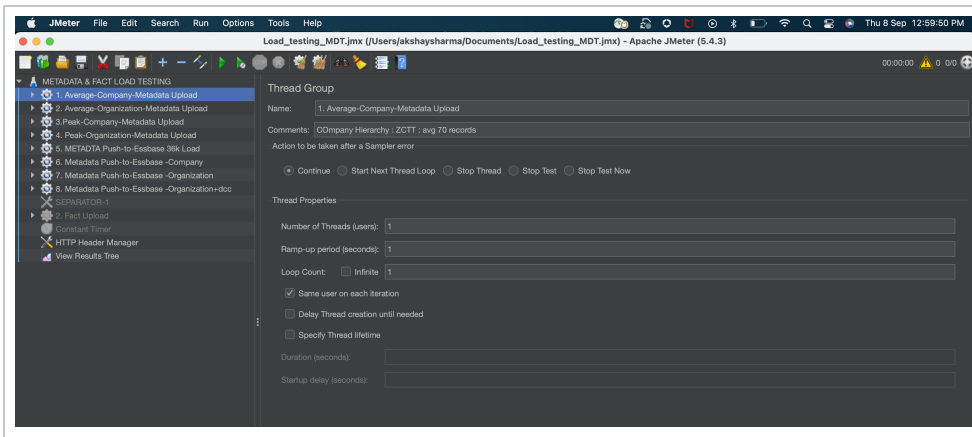 JMeter File Edit Search Run Options Tools Help Thu 8 Sep 12:59:50 PM
Load_testing_MDT.jmx (/Users/akshaysharma/Documents/Load_testing_MDT.jmx) - Apache JMeter (5.4.3)
00:00:00 0 0/0
METADATA & FACT LOAD TESTING
1. Average-Company-Metadata Upload
2. Average-Organization-Metadata Upload
3.Peak-Company-Metadata Upload
4. Peak-Organization-Metadata Upload
5. METADTA Push-to-Essbase 36k Load
6. Metadata Push-to-Essbase -Company
7. Metadata Push-to-Essbase -Organization
8. Metadata Push-to-Essbase -Organization+dcc
SEPARATOR-1
2. Fact Upload
Constant Timer
HTTP Header Manager
View Results Tree
Thread Group
Name: 1. Average-Company-Metadata Upload
Comments: COmpany Hierarchy : ZCTT : avg 70 records
Action to be taken after a Sampler error
Continue Start Next Thread Loop Stop Thread Stop Test Stop Test Now
Thread Properties
Number of Threads (users): 1
Ramp-up period (seconds): 1
Loop Count: Infinite 1
Same user on each iteration
Delay Thread creation until needed
Specify Thread lifetime
Duration (seconds):
Startup delay (seconds):